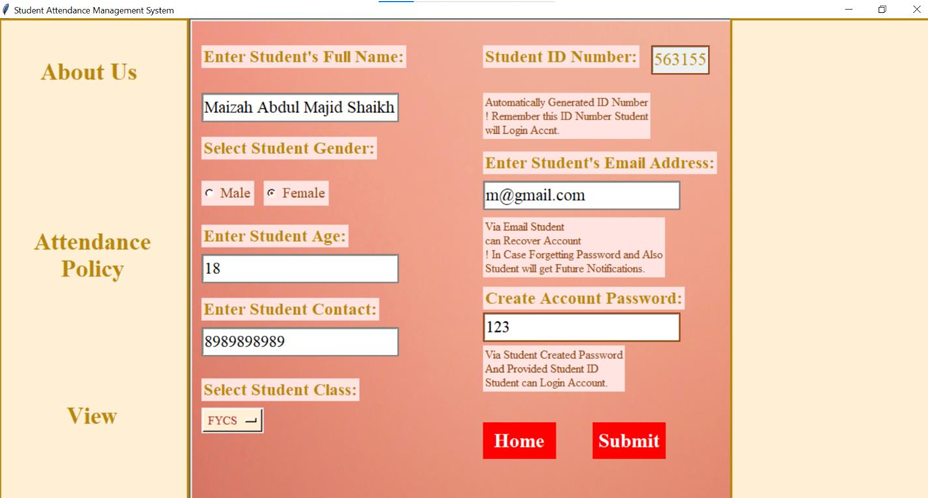 Student Attendance Management System
About Us
Attendance
Policy
View
Enter Student's Full Name:
Maizah Abdul Majid Shaikh
Select Student Gender:
Male Female
Enter Student Age:
18
Enter Student Contact:
8989898989
Select Student Class:
FYCS
Student ID Number: 563155
Automatically Generated ID Number
! Remember this ID Number Student
will Login Accnt.
Enter Student's Email Address:
m@gmail.com
Via Email Student
can Recover Account
! In Case Forgetting Password and Also
Student will get Future Notifications.
Create Account Password:
123
Via Student Created Password
And Provided Student ID
Student can Login Account.
Home Submit